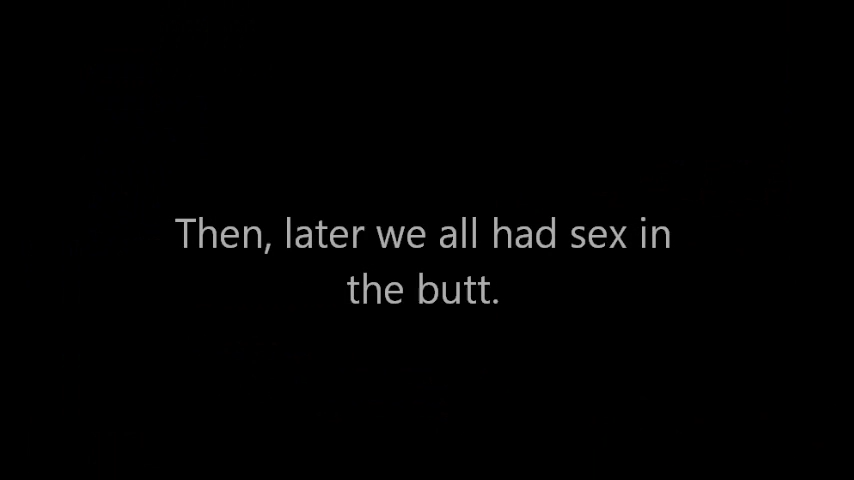 Then, later we all had sex in
the butt.